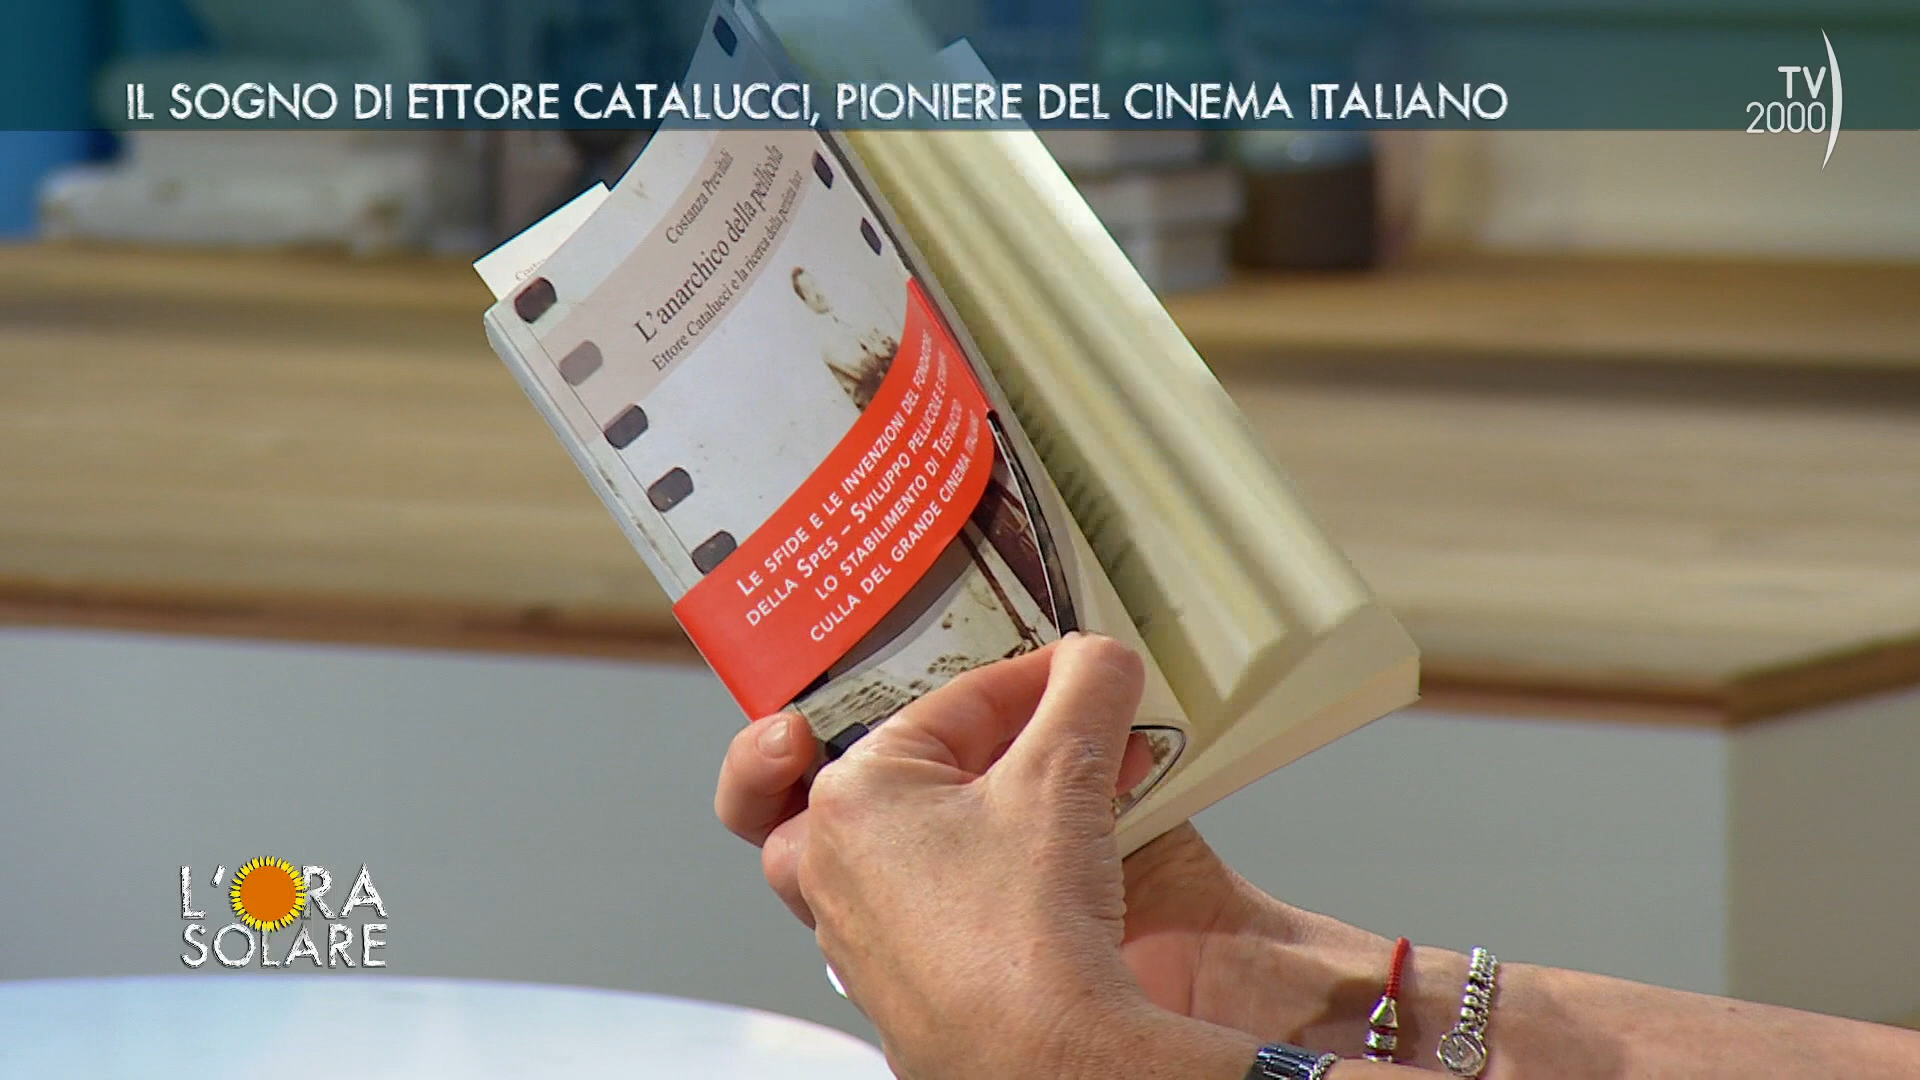 IL SOGNO DI ETTORE CATALUCCI, PIONIERE DEL CINEMA ITALIANO
TV
2000
Costanza Previtali
L'anarchico della pellicola
Ettore Catalucci e la ricerca della perfetta luce
LE SFIDE E LE INVENZIONI DEL FONDATORE
DELLA SPES – SVILUPPO PELLICOLE E STAMPE
LO STABILIMENTO DI TESTACCIO
CULLA DEL GRANDE CINEMA ITALIANO
L'ORA
SOLARE